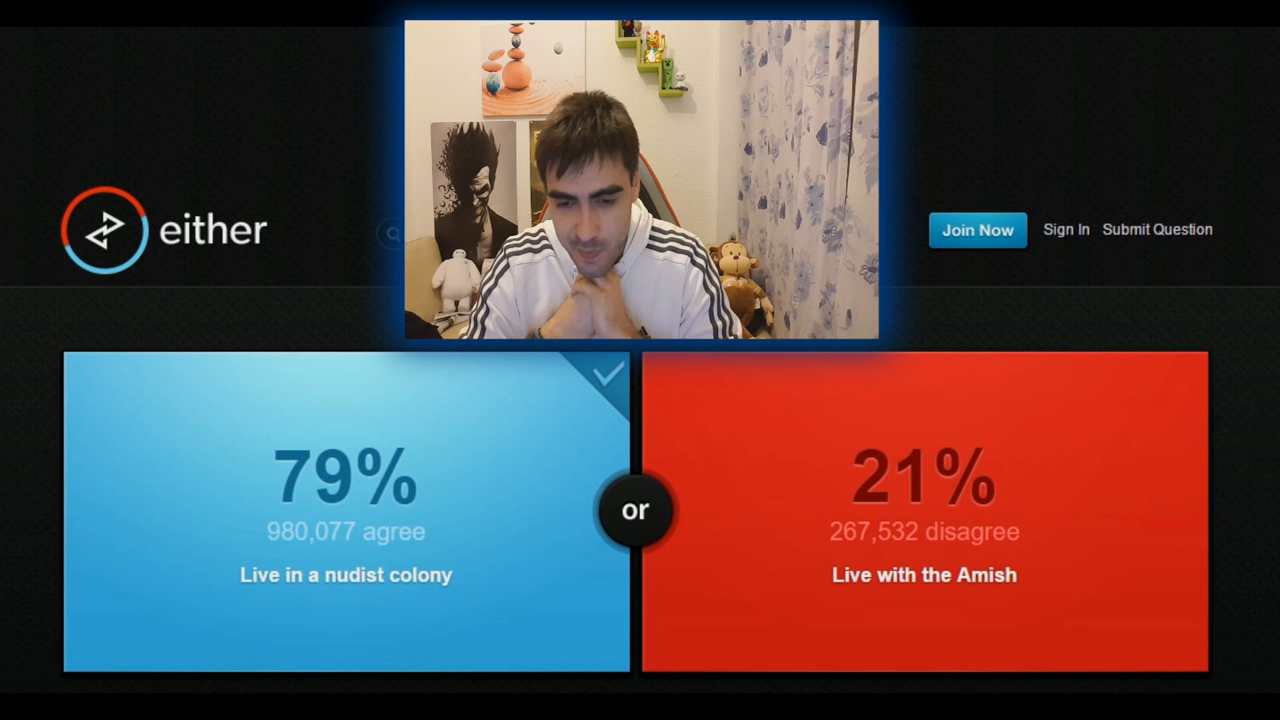 either
Join Now
Sign In
Submit Question
79%
980,077 agree
Live in a nudist colony
or
21%
267,532 disagree
Live with the Amish